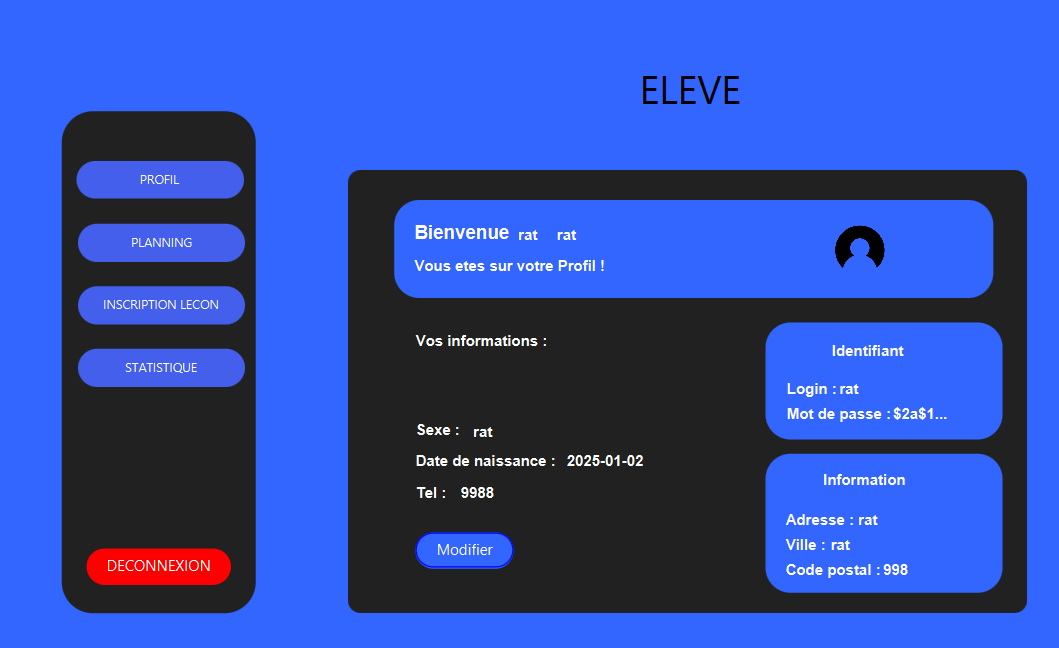 ELEVE
PROFIL
PLANNING
INSCRIPTION LECON
STATISTIQUE
DECONNEXION
Bienvenue rat rat
Vous etes sur votre Profil !
Vos informations :
Sexe : rat
Date de naissance : 2025-01-02
Tel : 9988
Modifier
Identifiant
Login : rat
Mot de passe : $2a$1...
Information
Adresse : rat
Ville : rat
Code postal : 998